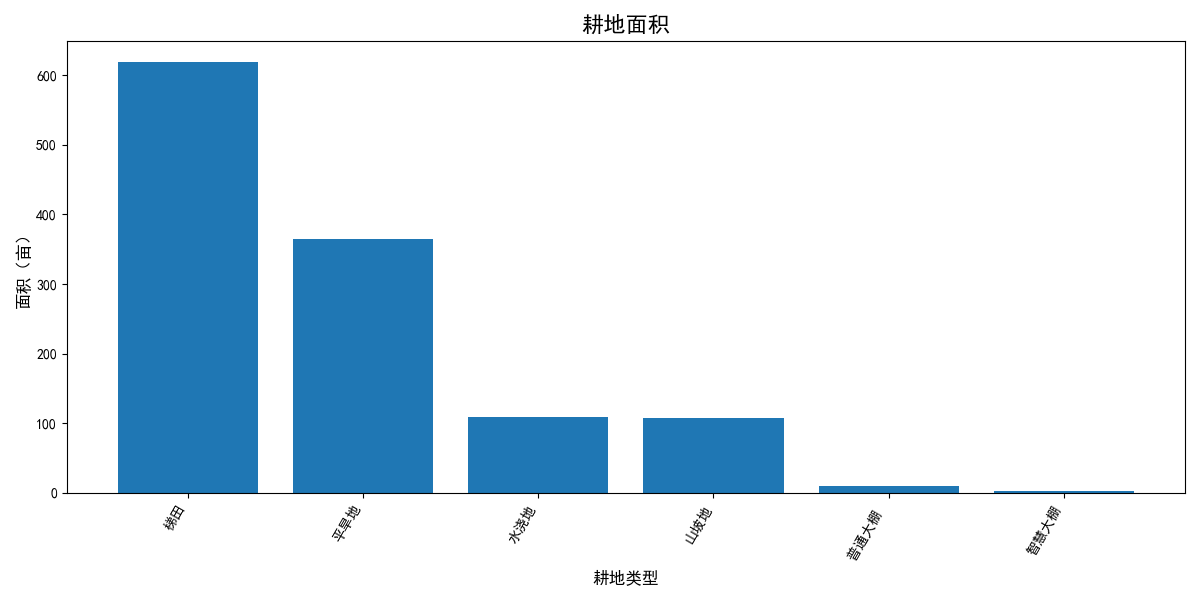 耕地面积
600
500
400
300
200
100
0
面积（亩）
梯田
平旱地
水浇地
山坡地
普通大棚
智慧大棚
耕地类型